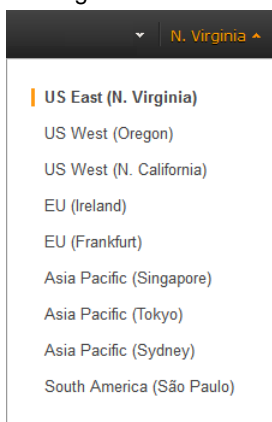 N. Virginia
US East (N. Virginia)
US West (Oregon)
US West (N. California)
EU (Ireland)
EU (Frankfurt)
Asia Pacific (Singapore)
Asia Pacific (Tokyo)
Asia Pacific (Sydney)
South America (São Paulo)